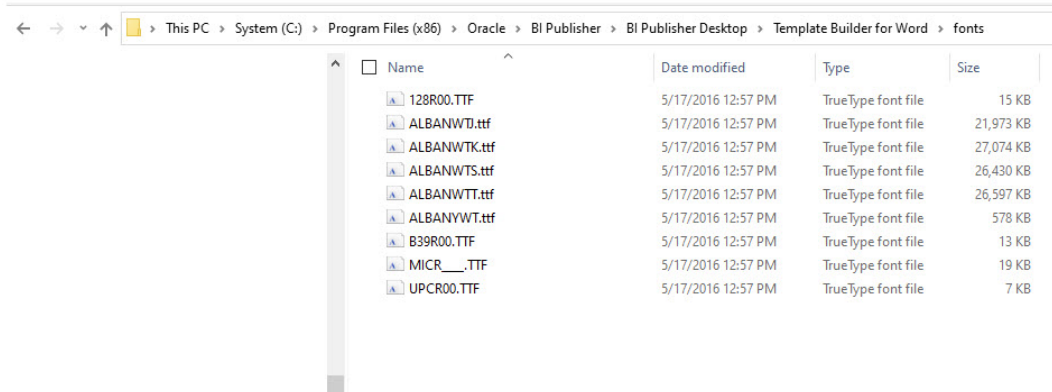 This PC > System (C:) > Program Files (x86) > Oracle > BI Publisher > BI Publisher Desktop > Template Builder for Word > fonts
Name Date modified Type Size
128R00.TTF 5/17/2016 12:57 PM TrueType font file 15 KB
ALBANWTJ.ttf 5/17/2016 12:57 PM TrueType font file 21,973 KB
ALBANWTK.ttf 5/17/2016 12:57 PM TrueType font file 27,074 KB
ALBANWTS.ttf 5/17/2016 12:57 PM TrueType font file 26,430 KB
ALBANWTT.ttf 5/17/2016 12:57 PM TrueType font file 26,597 KB
ALBANYWT.ttf 5/17/2016 12:57 PM TrueType font file 578 KB
B39R00.TTF 5/17/2016 12:57 PM TrueType font file 13 KB
MICR___.TTF 5/17/2016 12:57 PM TrueType font file 19 KB
UPCR00.TTF 5/17/2016 12:57 PM TrueType font file 7 KB